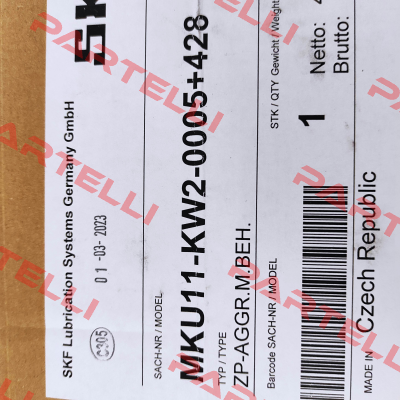 SK
SKF Lubrication Systems Germany GmbH
C305
01-03-2023
SACH-NR / MODEL
MKU11-KW2-0005+428
TYP / TYPE
ZP-AGGR.M.BEH.
Barcode SACH-NR / MODEL
STK / QTY Gewicht / Weight
1
Netto:
Brutto:
MADE IN
Czech Republic
PARTELLI
PARTELLI
PARTELLI
PARTELLI